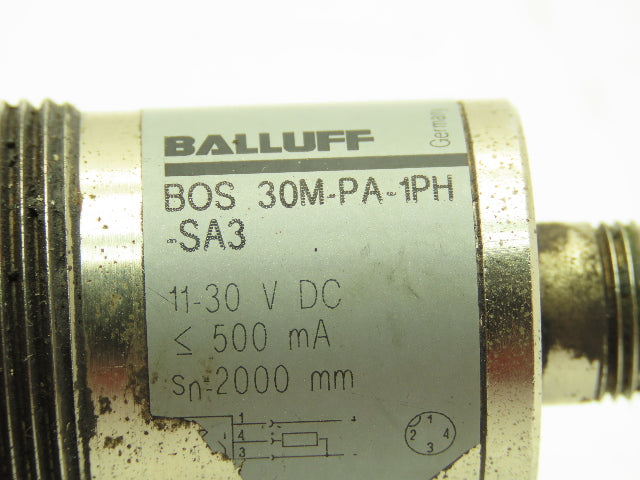 BALLUFF
Germany
BOS 30M-PA-1PH
-SA3
11-30 V DC
≤ 500 mA
sn=2000 mm
1
4
3
1
2 4
3